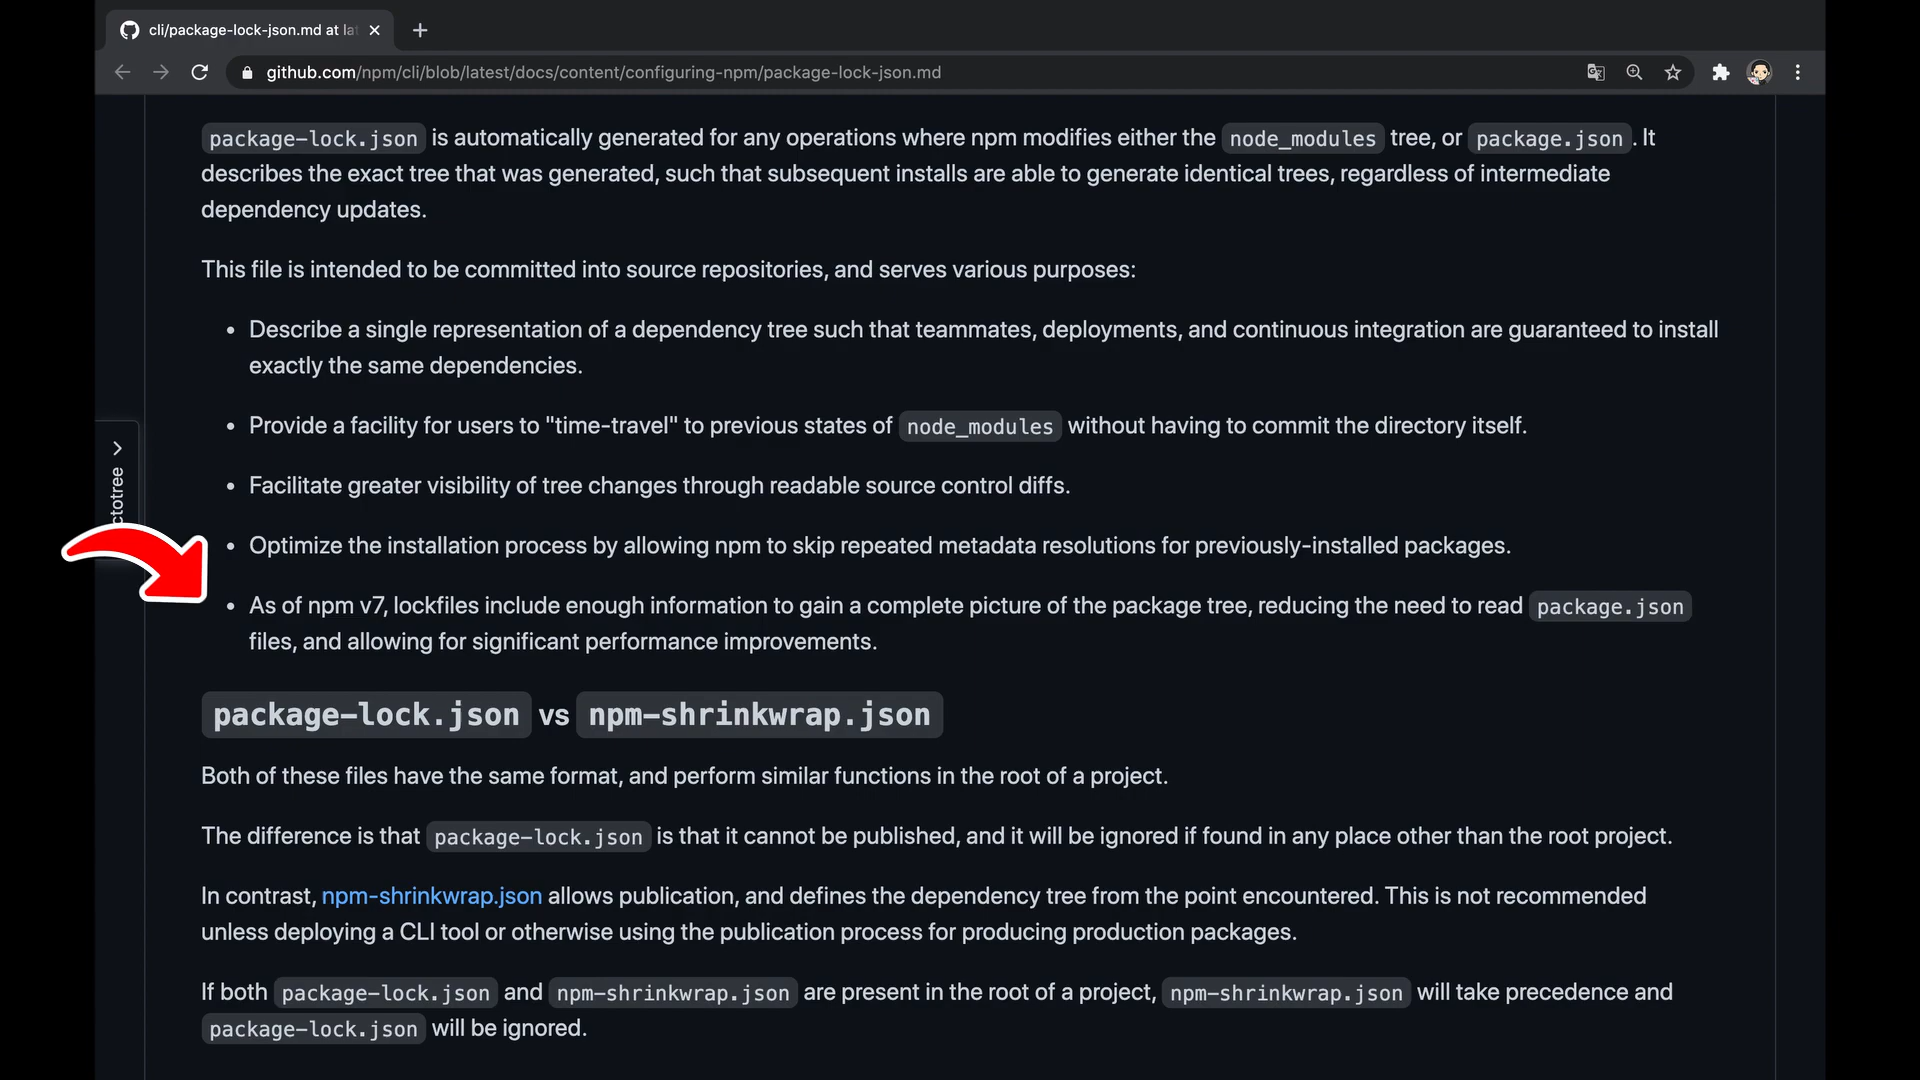 cli/package-lock-json.md at la
github.com/npm/cli/blob/latest/docs/content/configuring-npm/package-lock-json.md
package-lock.json is automatically generated for any operations where npm modifies either the node_modules tree, or package.json. It
describes the exact tree that was generated, such that subsequent installs are able to generate identical trees, regardless of intermediate
dependency updates.
This file is intended to be committed into source repositories, and serves various purposes:
• Describe a single representation of a dependency tree such that teammates, deployments, and continuous integration are guaranteed to install
exactly the same dependencies.
• Provide a facility for users to "time-travel" to previous states of node_modules without having to commit the directory itself.
• Facilitate greater visibility of tree changes through readable source control diffs.
ctotree
• Optimize the installation process by allowing npm to skip repeated metadata resolutions for previously-installed packages.
• As of npm v7, lockfiles include enough information to gain a complete picture of the package tree, reducing the need to read package.json
files, and allowing for significant performance improvements.
package-lock.json vs npm-shrinkwrap.json
Both of these files have the same format, and perform similar functions in the root of a project.
The difference is that package-lock.json is that it cannot be published, and it will be ignored if found in any place other than the root project.
In contrast, npm-shrinkwrap.json allows publication, and defines the dependency tree from the point encountered. This is not recommended
unless deploying a CLI tool or otherwise using the publication process for producing production packages.
If both package-lock.json and npm-shrinkwrap.json are present in the root of a project, npm-shrinkwrap.json will take precedence and
package-lock.json will be ignored.